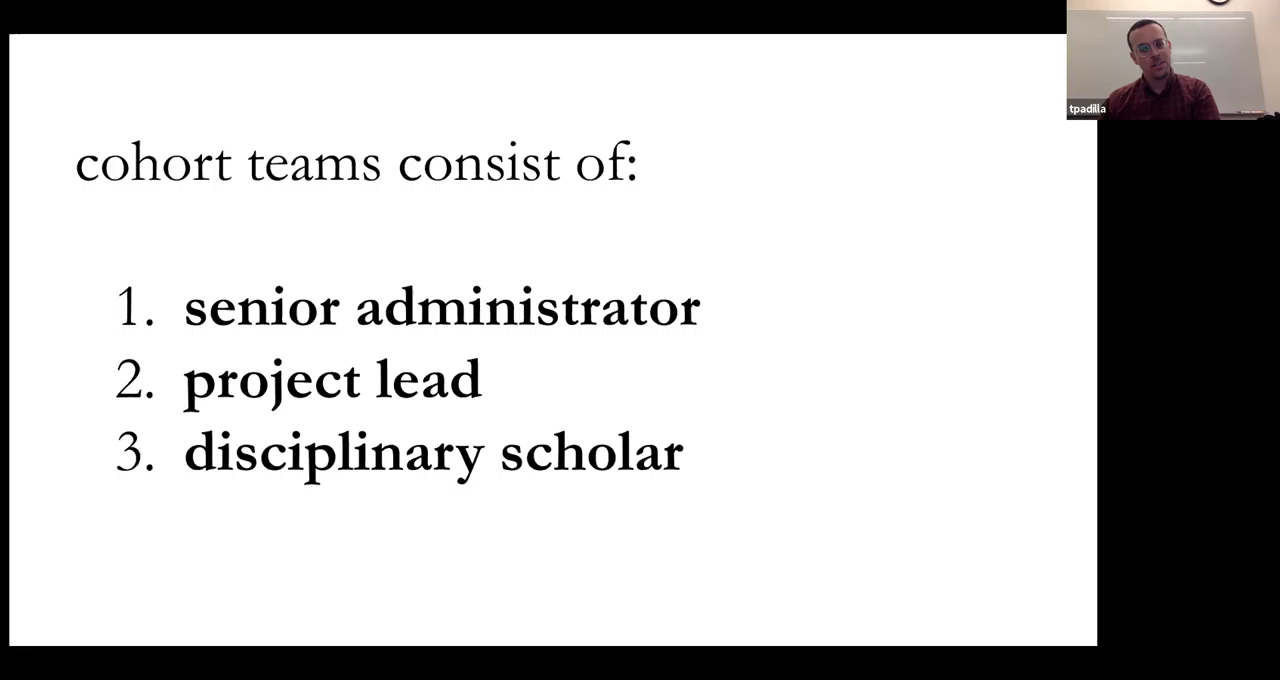 tpadilla
cohort teams consist of:
1. senior administrator
2. project lead
3. disciplinary scholar